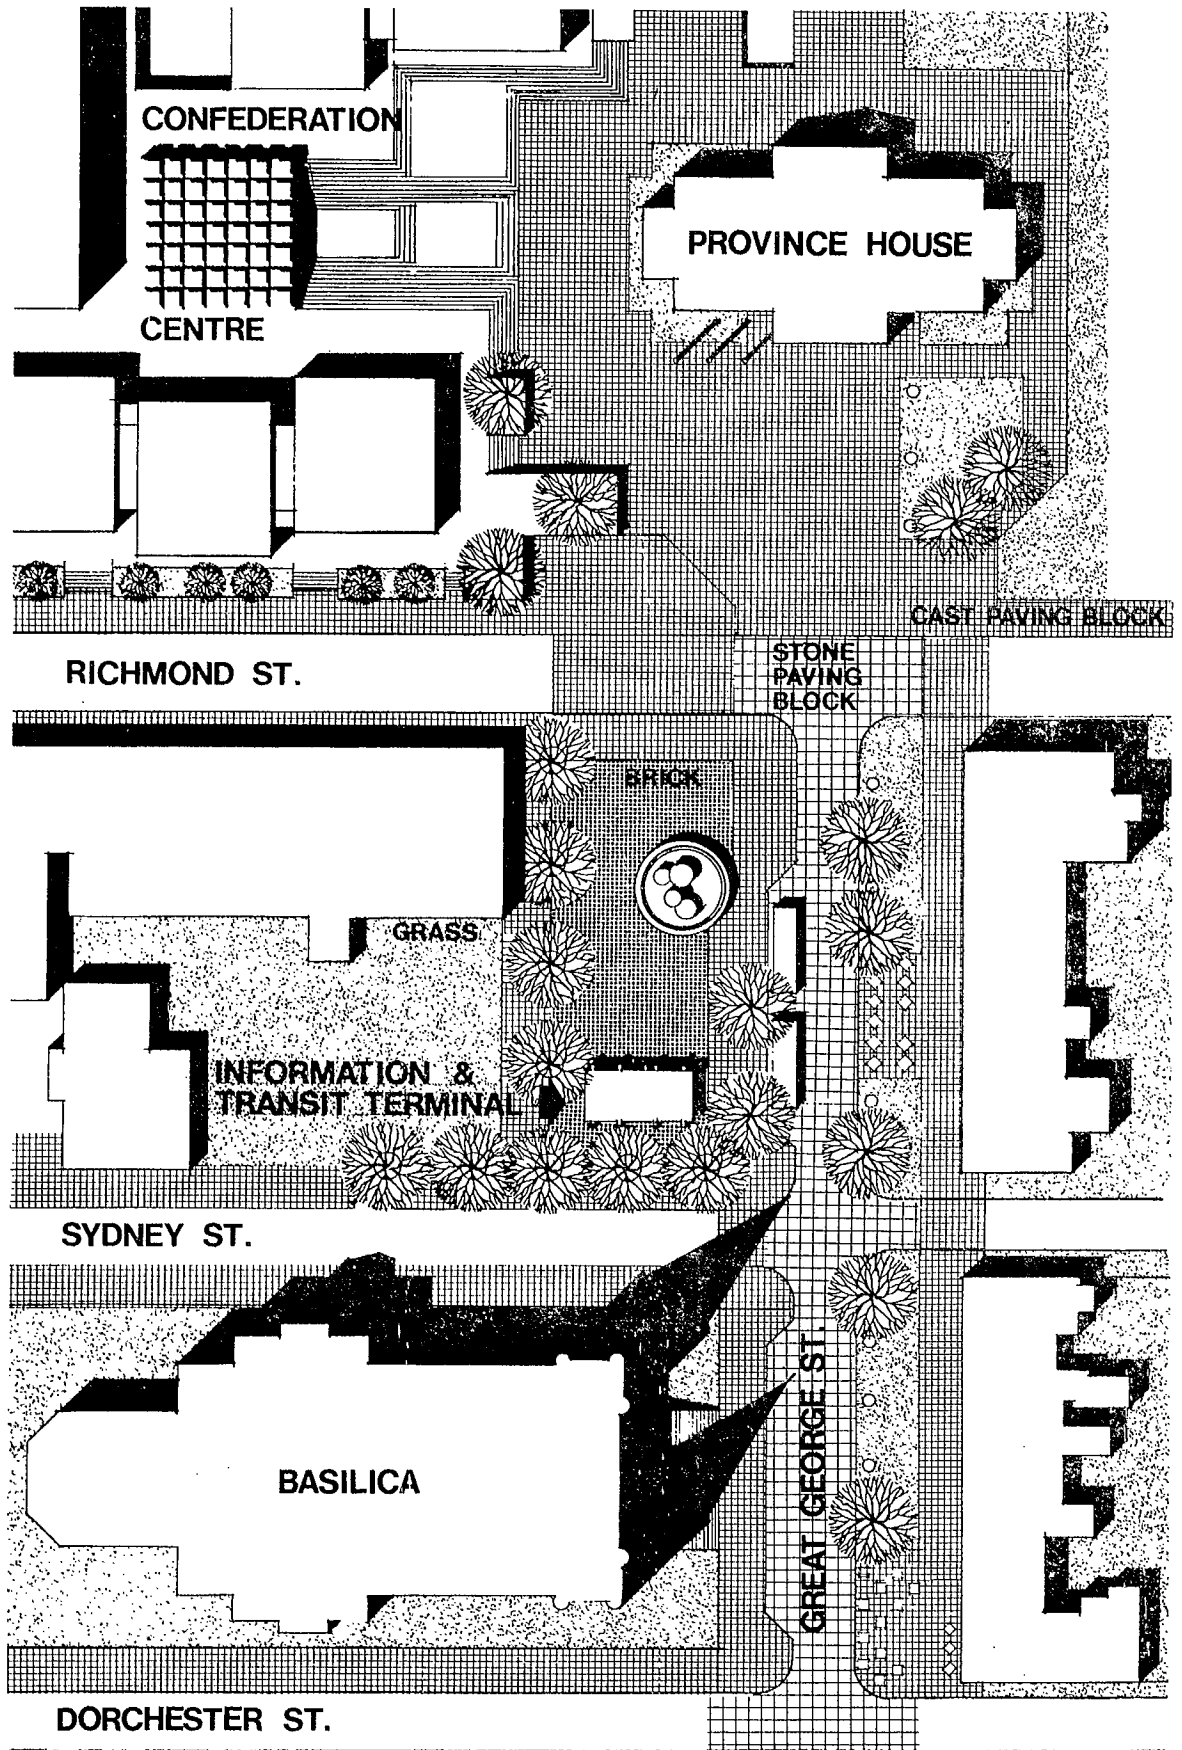 CONFEDERATION
CENTRE
PROVINCE HOUSE
CAST PAVING BLOCK
RICHMOND ST.
STONE
PAVING
BLOCK
BRICK
GRASS
INFORMATION &
TRANSIT TERMINAL
SYDNEY ST.
GREAT GEORGE ST.
BASILICA
DORCHESTER ST.